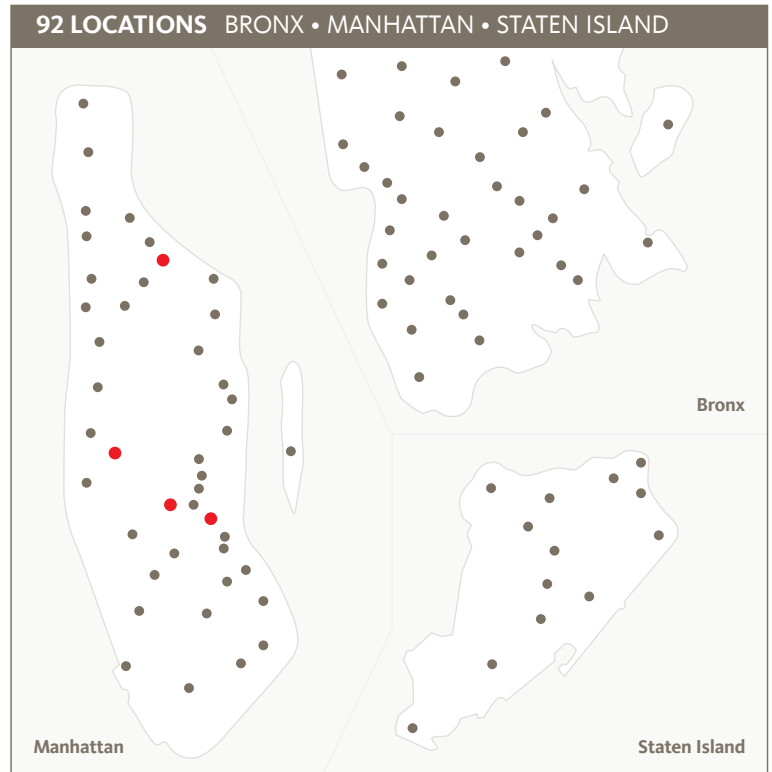 92 LOCATIONS BRONX • MANHATTAN • STATEN ISLAND
Bronx
Manhattan
Staten Island